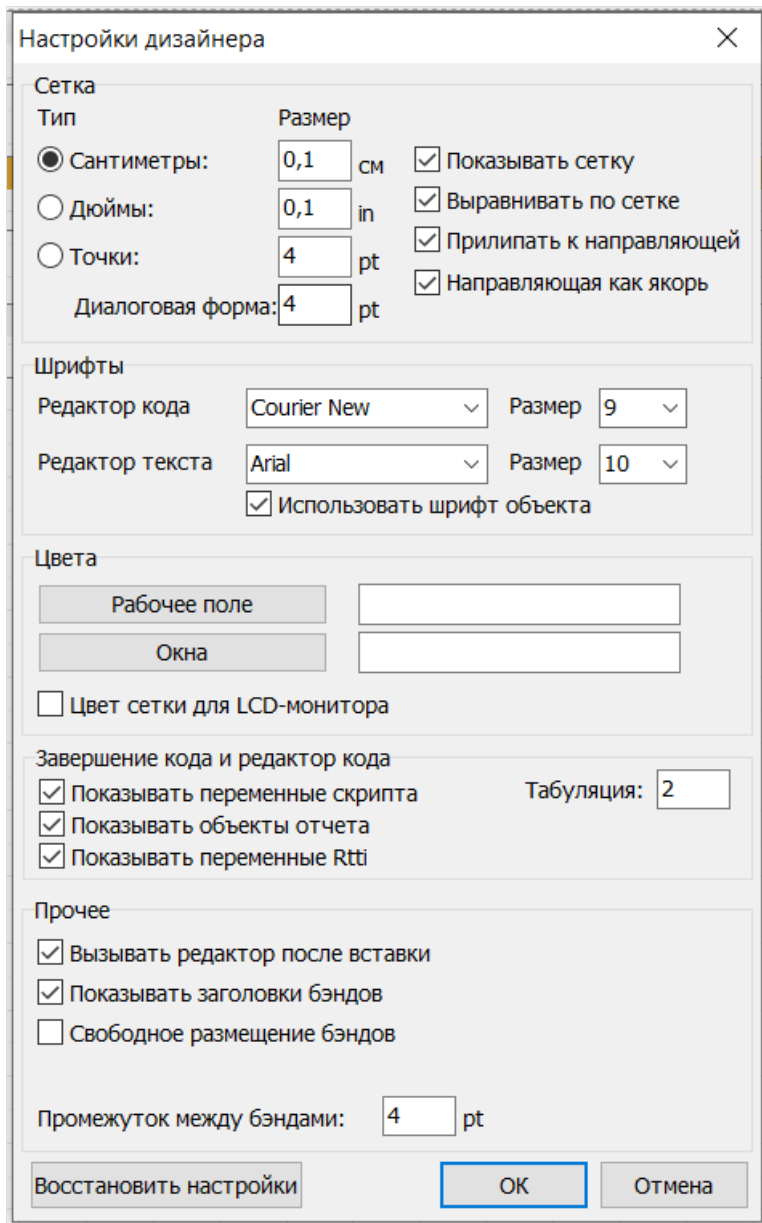 Настройки дизайнера
Сетка
Тип Размер
Сантиметры: 0,1 см Показывать сетку
Дюймы: 0,1 in Выравнивать по сетке
Точки: 4 pt Прилипать к направляющей
Диалоговая форма: 4 pt Направляющая как якорь
Шрифты
Редактор кода Courier New Размер 9
Редактор текста Arial Размер 10
Использовать шрифт объекта
Цвета
Рабочее поле
Окна
Цвет сетки для LCD-монитора
Завершение кода и редактор кода
Показывать переменные скрипта Табуляция: 2
Показывать объекты отчета
Показывать переменные Rtti
Прочее
Вызывать редактор после вставки
Показывать заголовки бэндов
Свободное размещение бэндов
Промежуток между бэндами: 4 pt
Восстановить настройки ОК Отмена